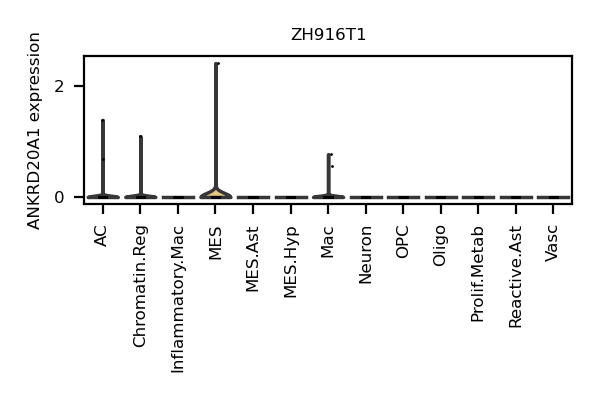 ZH916T1
ANKRD20A1 expression
2
0
AC
Chromatin.Reg
Inflammatory.Mac
MES
MES.Ast
MES.Hyp
Mac
Neuron
OPC
Oligo
Prolif.Metab
Reactive.Ast
Vasc